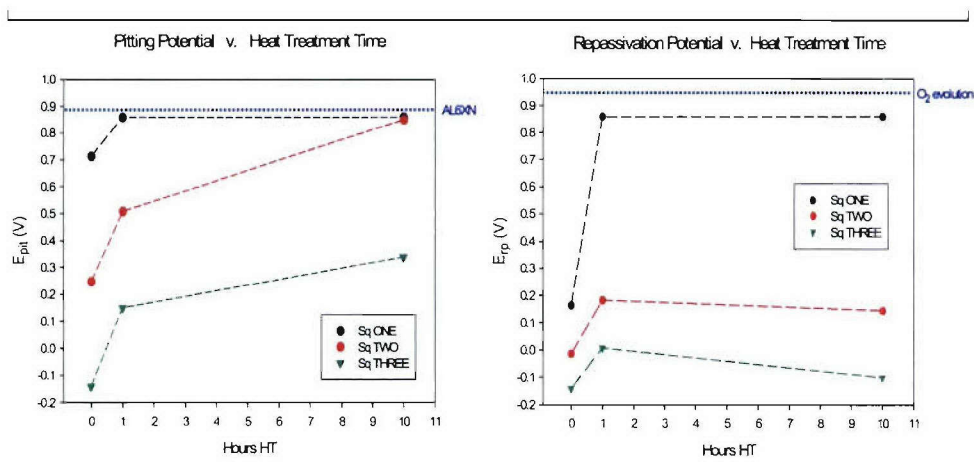 Pitting Potential v. Heat Treatment Time
1.0
0.9
0.8
0.7
0.6
0.5
0.4
0.3
0.2
0.1
0.0
-0.1
-0.2
E_pit (V)
AL6XN
Sq ONE
Sq TWO
Sq THREE
0 1 2 3 4 5 6 7 8 9 10 11
Hours HT
Repassivation Potential v. Heat Treatment Time
1.0
0.9
0.8
0.7
0.6
0.5
0.4
0.3
0.2
0.1
0.0
-0.1
-0.2
E_rp (V)
O₂ evolution
Sq ONE
Sq TWO
Sq THREE
0 1 2 3 4 5 6 7 8 9 10 11
Hours HT